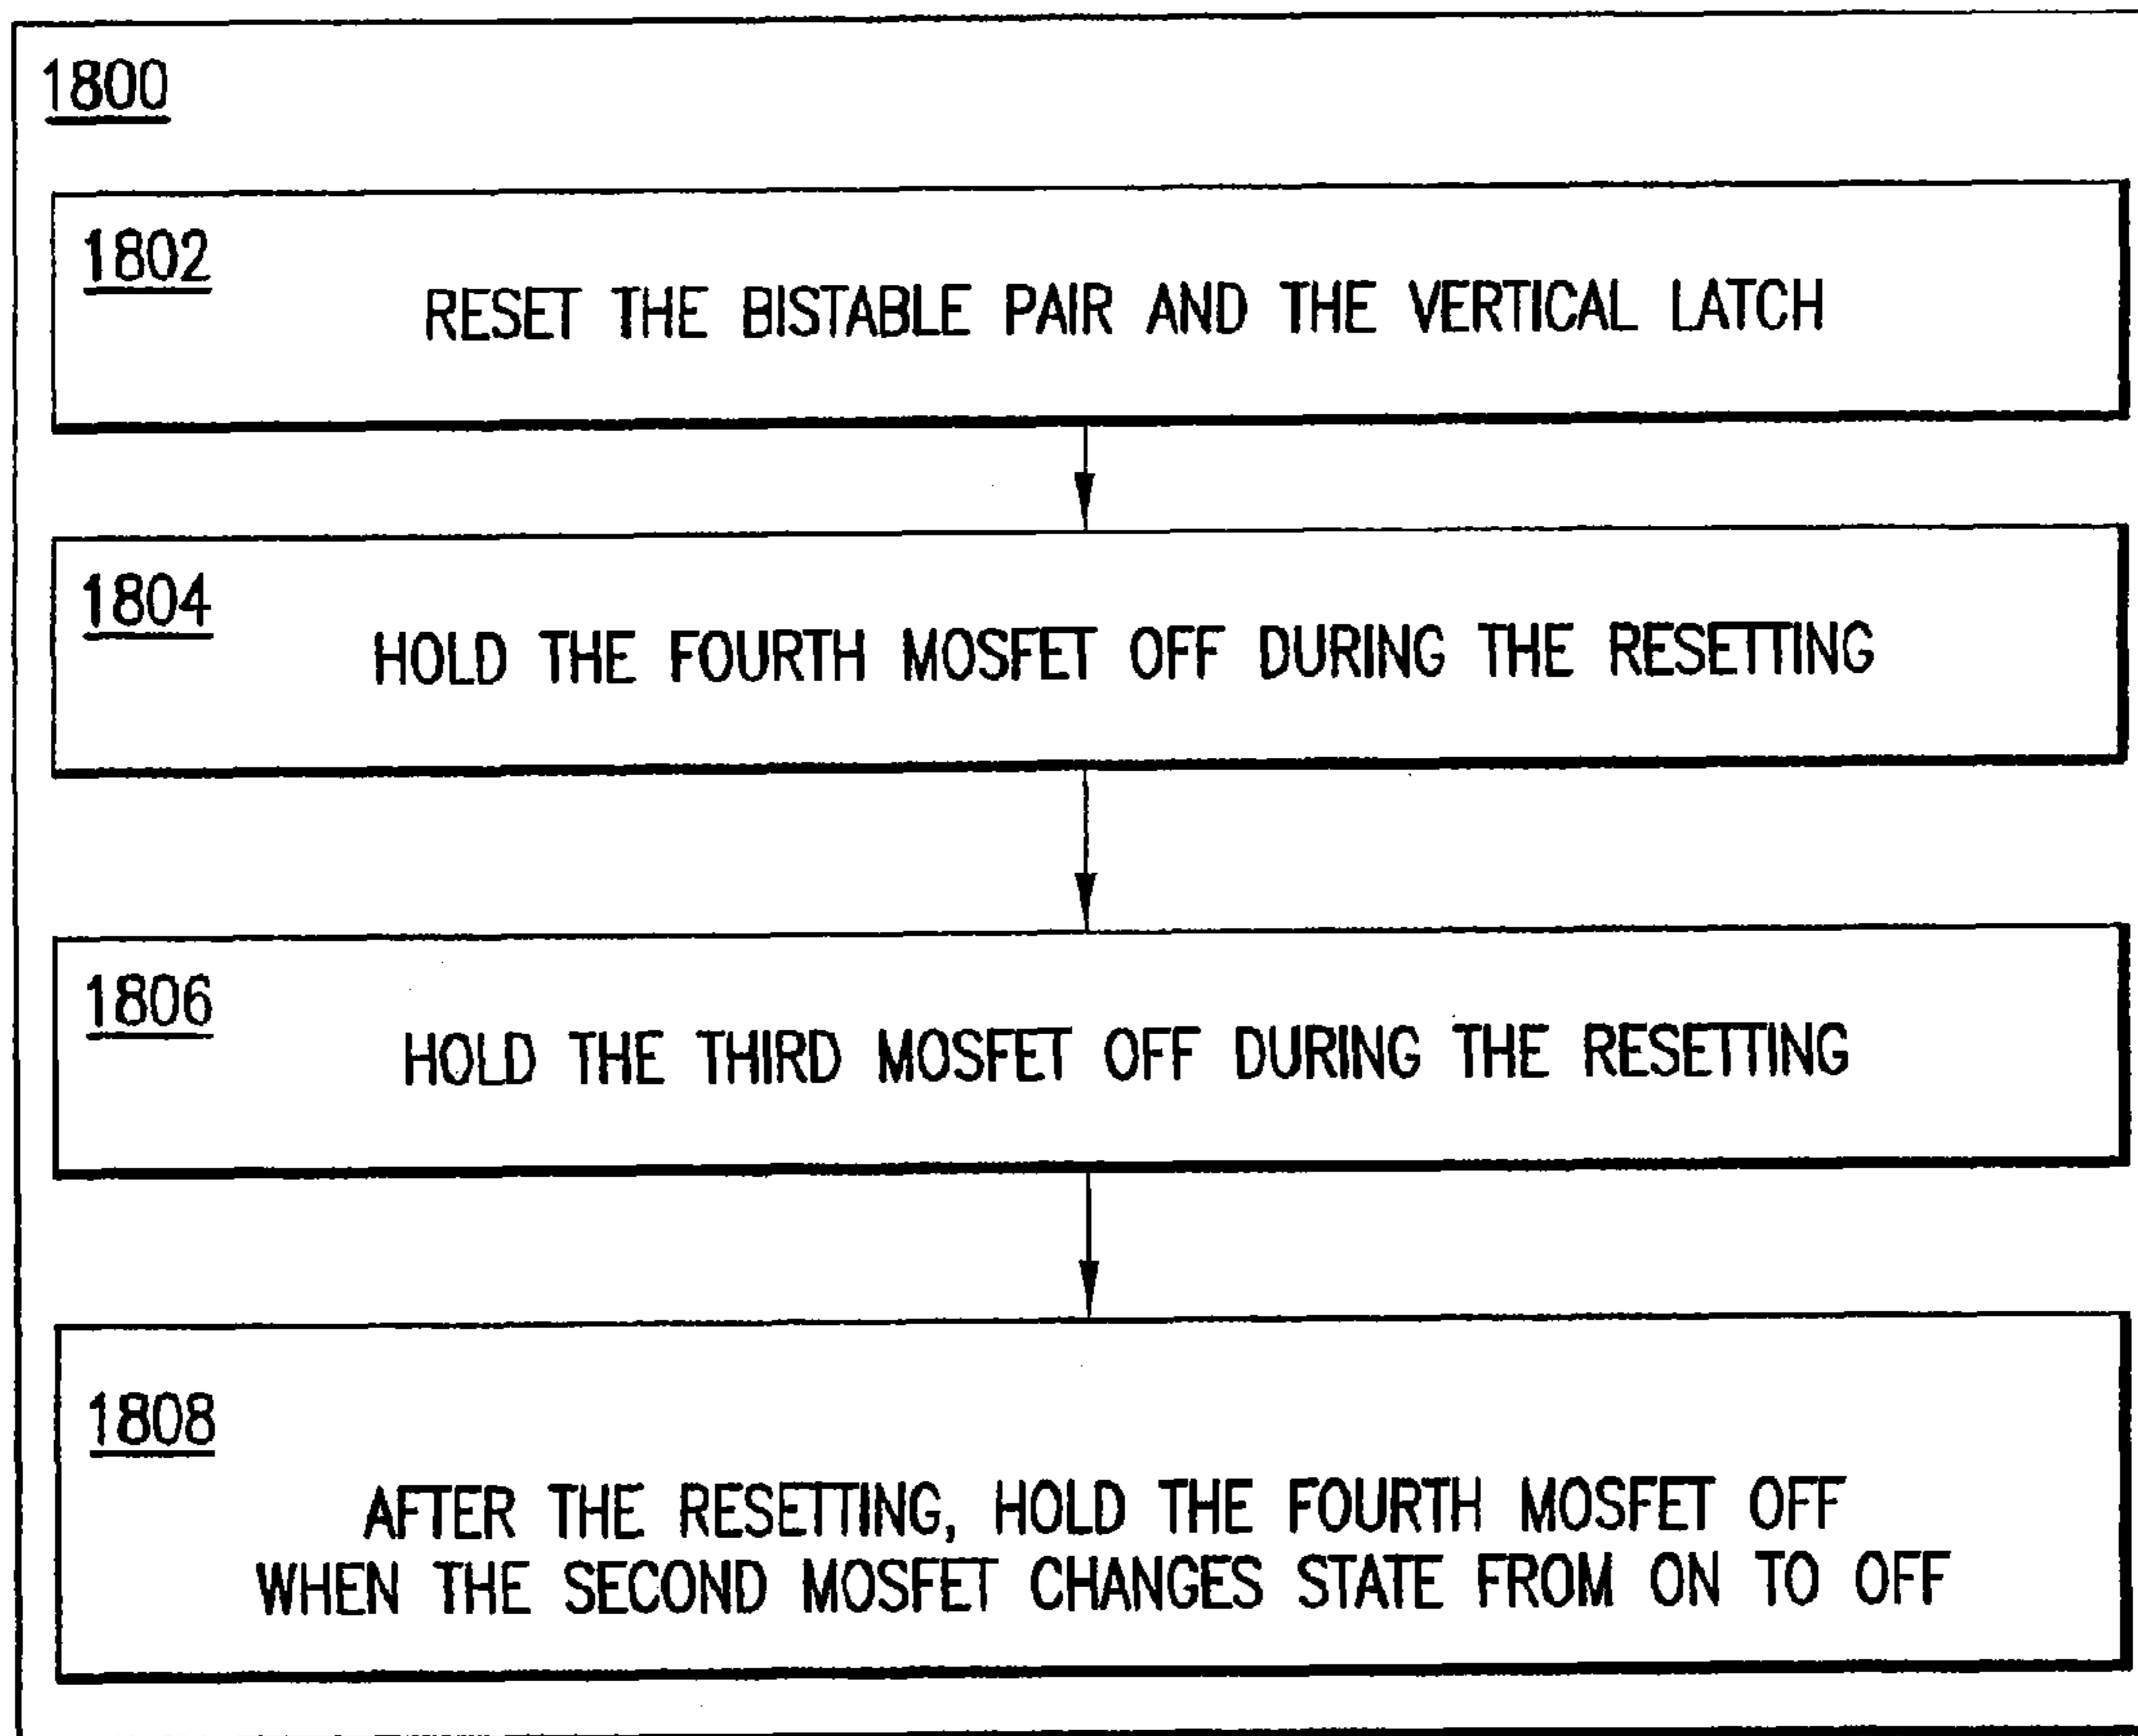 1800
1802
RESET THE BISTABLE PAIR AND THE VERTICAL LATCH
1804
HOLD THE FOURTH MOSFET OFF DURING THE RESETTING
1806
HOLD THE THIRD MOSFET OFF DURING THE RESETTING
1808
AFTER THE RESETTING, HOLD THE FOURTH MOSFET OFF
WHEN THE SECOND MOSFET CHANGES STATE FROM ON TO OFF